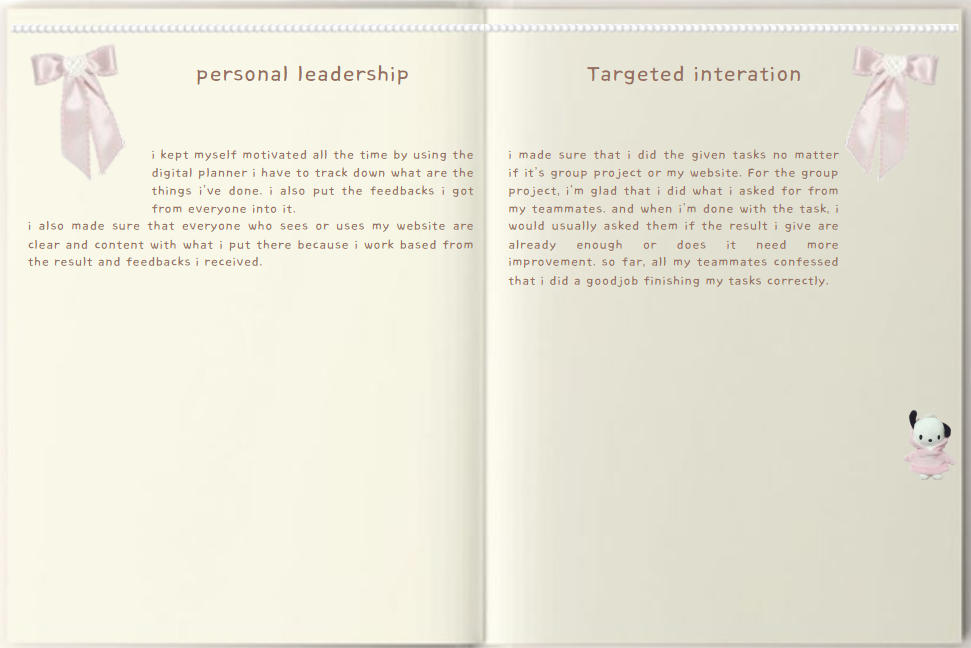 personal leadership
i kept myself motivated all the time by using the
digital planner i have to track down what are the
things i've done. i also put the feedbacks i got
from everyone into it.
i also made sure that everyone who sees or uses my website are
clear and content with what i put there because i work based from
the result and feedbacks i received.
Targeted interation
i made sure that i did the given tasks no matter
if it's group project or my website. For the group
project, i'm glad that i did what i asked for from
my teammates. and when i'm done with the task, i
would usually asked them if the result i give are
already enough or does it need more
improvement. so far, all my teammates confessed
that i did a goodjob finishing my tasks correctly.